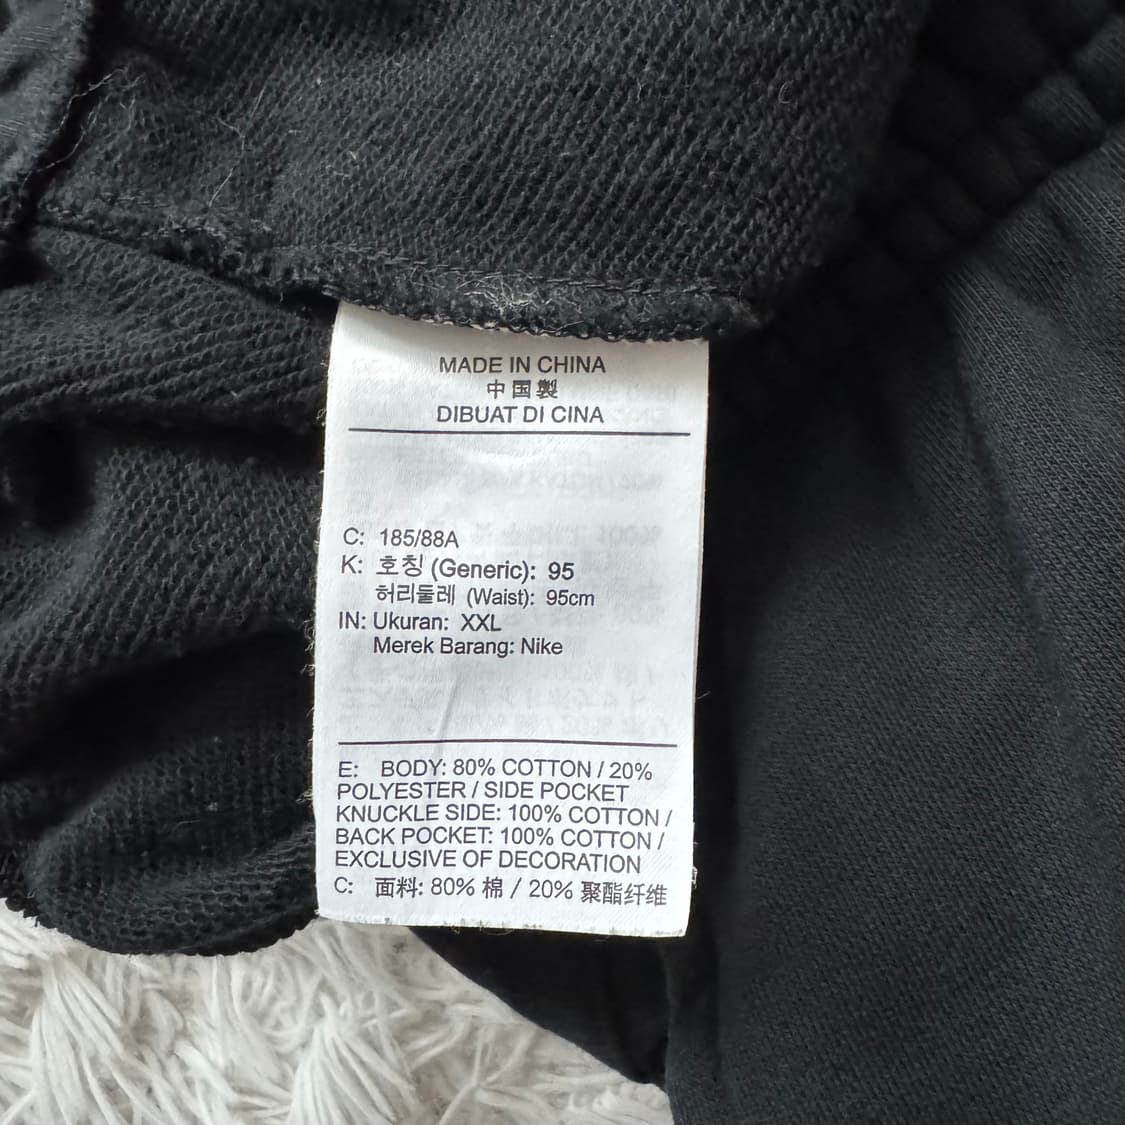 MADE IN CHINA
中国製
DIBUAT DI CINA
C: 185/88A
K: 호칭 (Generic): 95
허리둘레 (Waist): 95cm
IN: Ukuran: XXL
Merek Barang: Nike
E: BODY: 80% COTTON / 20%
POLYESTER / SIDE POCKET
KNUCKLE SIDE: 100% COTTON /
BACK POCKET: 100% COTTON /
EXCLUSIVE OF DECORATION
C: 面料: 80% 棉 / 20% 聚酯纤维